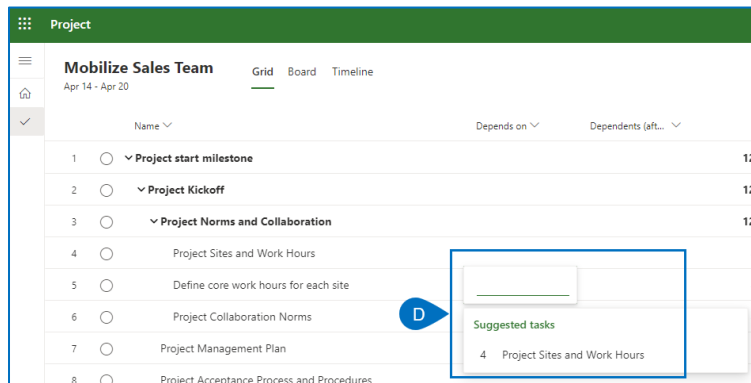 Project
Mobilize Sales Team
Grid Board Timeline
Apr 14 - Apr 20
Name Depends on Dependents (aft...
1 Project start milestone 12
2 Project Kickoff 12
3 Project Norms and Collaboration 12
4 Project Sites and Work Hours
5 Define core work hours for each site
6 Project Collaboration Norms
D
Suggested tasks
4 Project Sites and Work Hours
7 Project Management Plan
8 Project Acceptance Process and Procedures